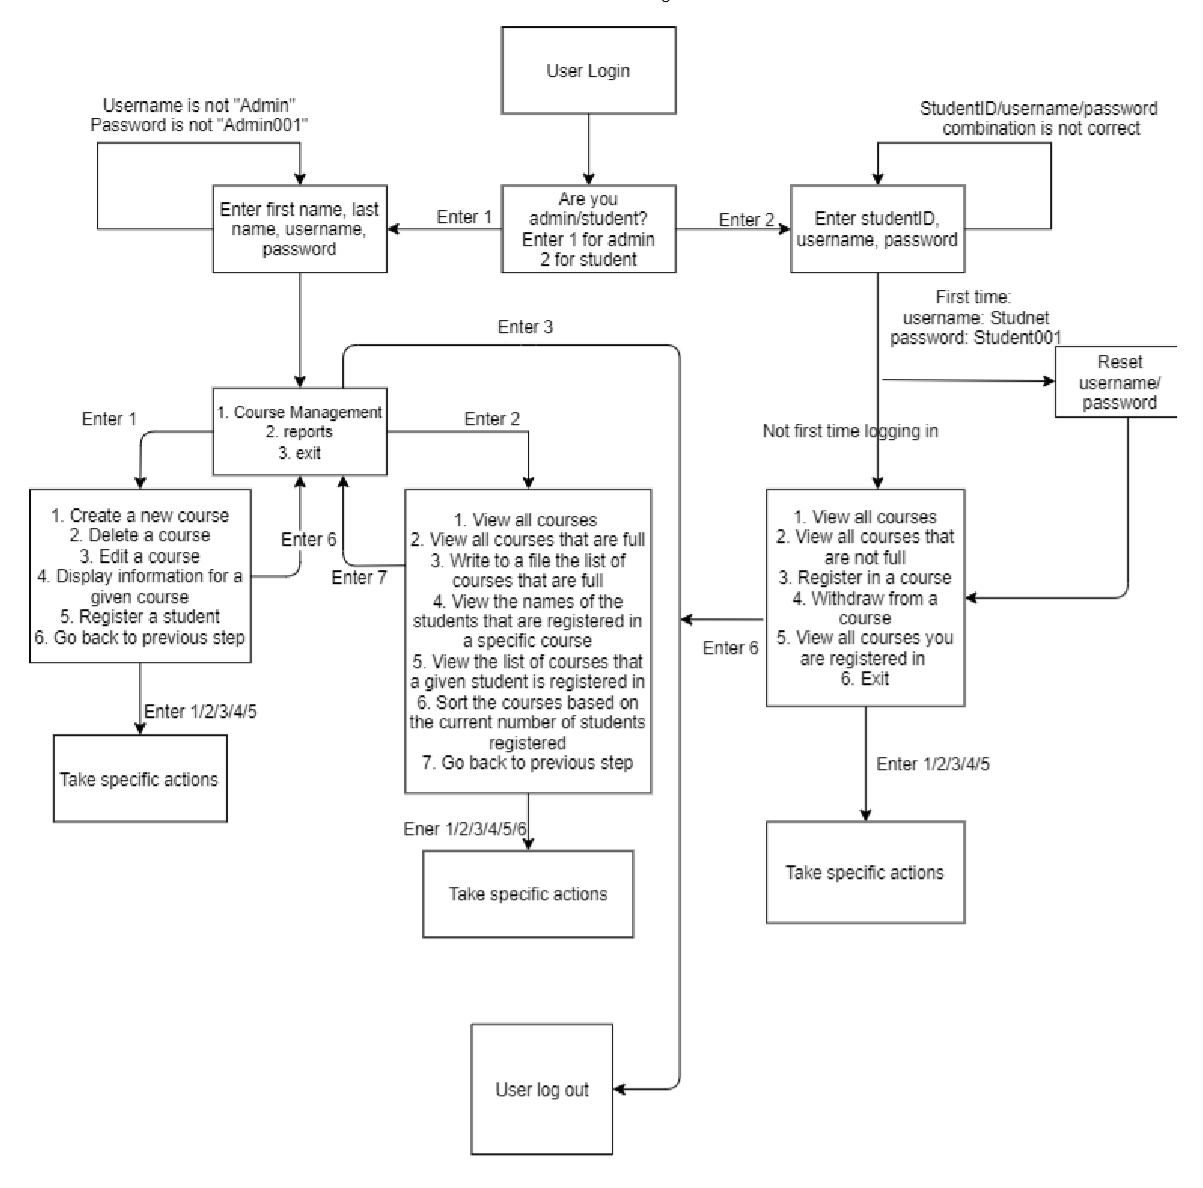 User Login
Username is not "Admin"
Password is not "Admin001"
StudentID/username/password
combination is not correct
Enter first name, last
name, username,
password
Enter 1
Are you
admin/student?
Enter 1 for admin
2 for student
Enter 2
Enter studentID,
username, password
First time:
username: Studnet
password: Student001
Enter 3
Reset
username/
password
Enter 1
1. Course Management
2. reports
3. exit
Enter 2
Not first time logging in
1. Create a new course
2. Delete a course
3. Edit a course
4. Display information for a
given course
5. Register a student
6. Go back to previous step
Enter 6
Enter 7
1. View all courses
2. View all courses that are full
3. Write to a file the list of
courses that are full
4. View the names of the
students that are registered in
a specific course
5. View the list of courses that
a given student is registered in
6. Sort the courses based on
the current number of students
registered
7. Go back to previous step
1. View all courses
2. View all courses that
are not full
3. Register in a course
4. Withdraw from a
course
5. View all courses you
are registered in
6. Exit
Enter 6
Enter 1/2/3/4/5
Take specific actions
Enter 1/2/3/4/5
Ener 1/2/3/4/5/6
Take specific actions
Take specific actions
User log out